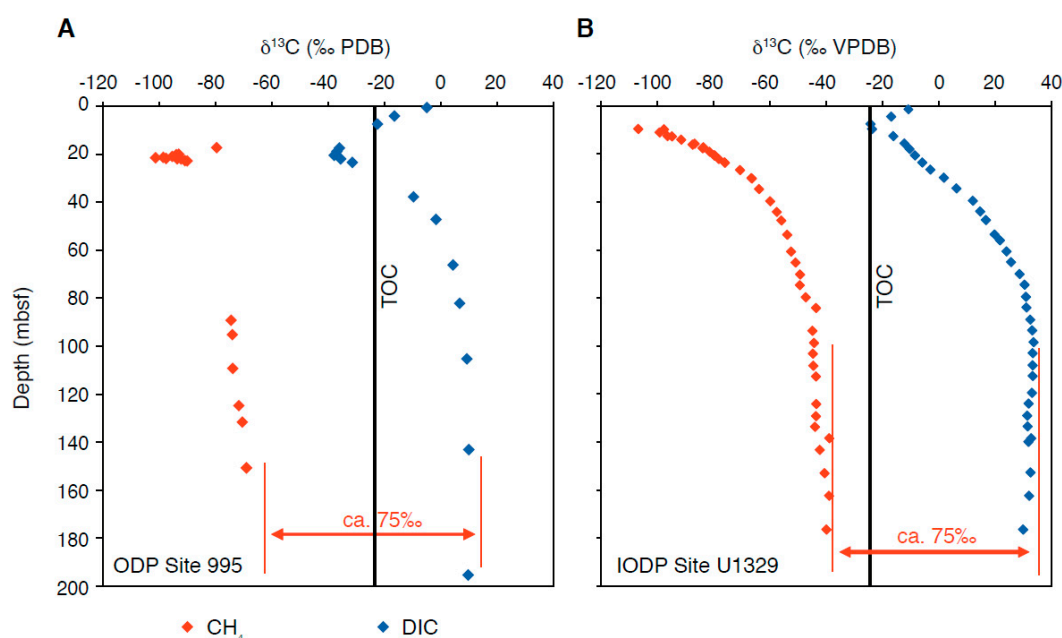 A
δ¹³C (‰ PDB)
-120 -100 -80 -60 -40 -20 0 20 40
0
20
40
60
80
100
120
140
160
180
200
Depth (mbsf)
TOC
ca. 75‰
ODP Site 995
B
δ¹³C (‰ VPDB)
-120 -100 -80 -60 -40 -20 0 20 40
TOC
ca. 75‰
IODP Site U1329
CH₄
DIC